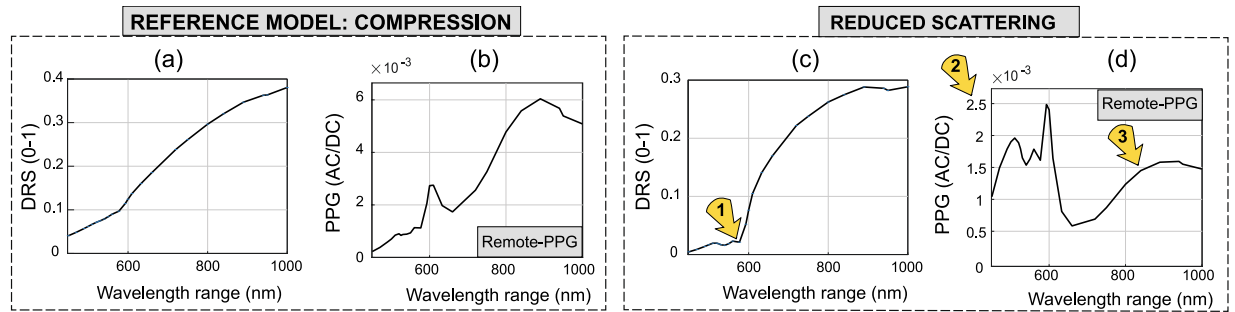 REFERENCE MODEL: COMPRESSION
(a)
DRS (0-1)
0.4
0.3
0.2
0.1
0
600
800
1000
Wavelength range (nm)
(b)
× 10⁻³
PPG (AC/DC)
6
4
2
0
600
800
1000
Remote-PPG
Wavelength range (nm)
REDUCED SCATTERING
(c)
DRS (0-1)
0.3
0.2
0.1
0
1
600
800
1000
Wavelength range (nm)
2
(d)
× 10⁻³
PPG (AC/DC)
2.5
2
1.5
1
0.5
0
Remote-PPG
3
600
800
1000
Wavelength range (nm)